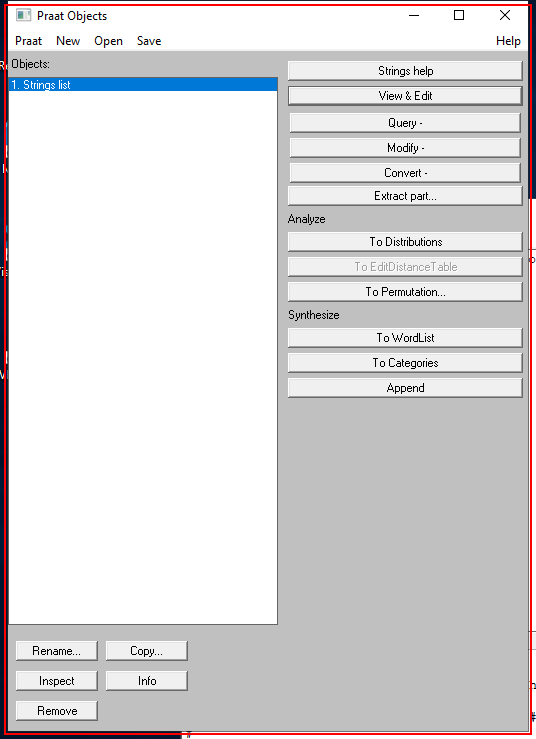 Praat Objects
Praat New Open Save Help
Objects:
1. Strings list
Strings help
View & Edit
Query -
Modify -
Convert -
Extract part...
Analyze
To Distributions
To EditDistanceTable
To Permutation...
Synthesize
To WordList
To Categories
Append
Rename... Copy...
Inspect Info
Remove